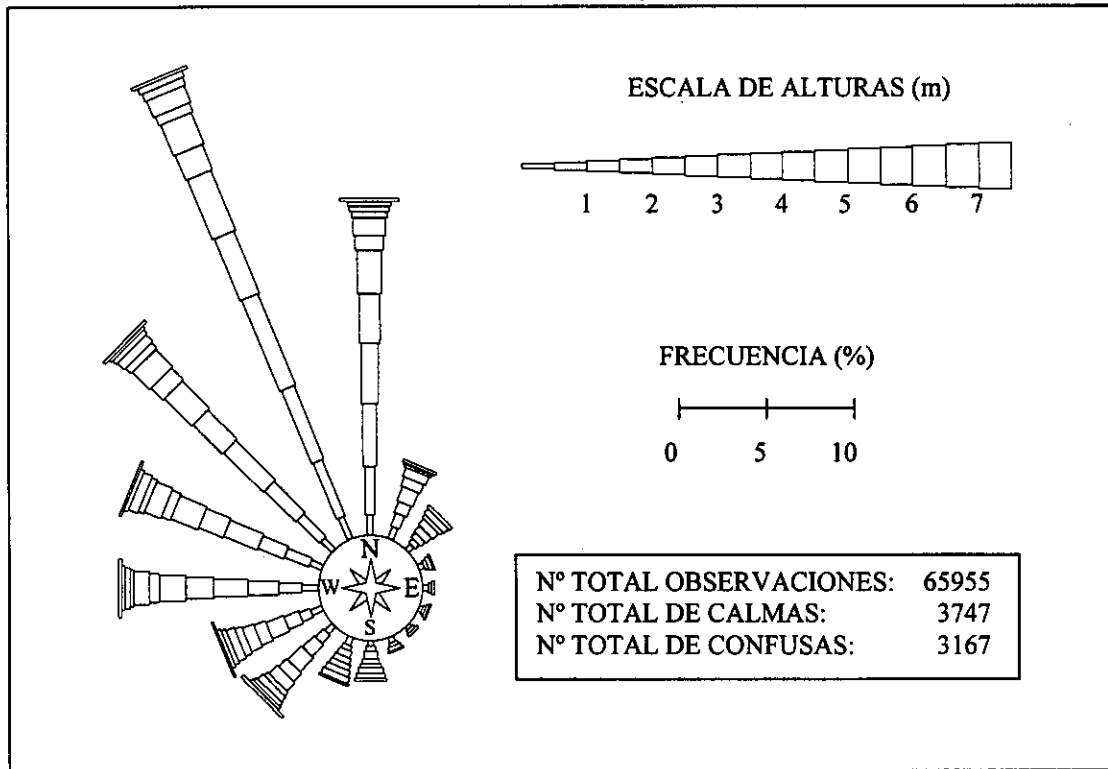 ESCALA DE ALTURAS (m)
1 2 3 4 5 6 7
FRECUENCIA (%)
0 5 10
N
W E
S
Nº TOTAL OBSERVACIONES: 65955
Nº TOTAL DE CALMAS: 3747
Nº TOTAL DE CONFUSAS: 3167